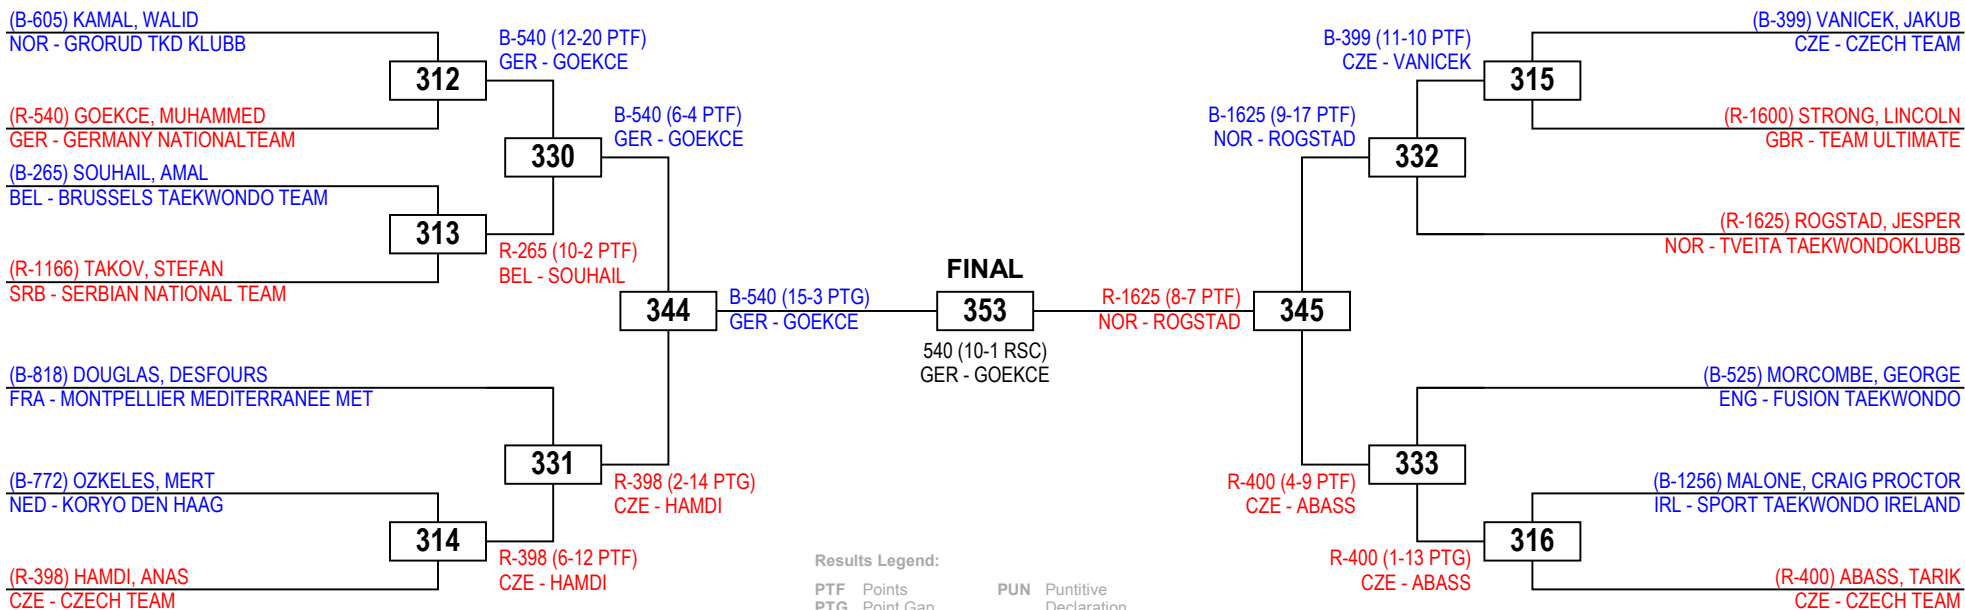 (B-605) KAMAL, WALID
NOR - GRORUD TKD KLUBB
312
(R-540) GOEKCE, MUHAMMED
GER - GERMANY NATIONALTEAM
B-540 (12-20 PTF)
GER - GOEKCE
330
(B-265) SOUHAIL, AMAL
BEL - BRUSSELS TAEKWONDO TEAM
313
(R-1166) TAKOV, STEFAN
SRB - SERBIAN NATIONAL TEAM
R-265 (10-2 PTF)
BEL - SOUHAIL
B-540 (6-4 PTF)
GER - GOEKCE
344
(B-818) DOUGLAS, DESFOURS
FRA - MONTPELLIER MEDITERRANEE MET
331
(B-772) OZKELES, MERT
NED - KORYO DEN HAAG
314
(R-398) HAMDI, ANAS
CZE - CZECH TEAM
R-398 (6-12 PTF)
CZE - HAMDI
R-398 (2-14 PTG)
CZE - HAMDI
B-540 (15-3 PTG)
GER - GOEKCE
FINAL
353
540 (10-1 RSC)
GER - GOEKCE
R-1625 (8-7 PTF)
NOR - ROGSTAD
345
B-1625 (9-17 PTF)
NOR - ROGSTAD
332
B-399 (11-10 PTF)
CZE - VANICEK
315
(B-399) VANICEK, JAKUB
CZE - CZECH TEAM
(R-1600) STRONG, LINCOLN
GBR - TEAM ULTIMATE
(R-1625) ROGSTAD, JESPER
NOR - TVEITA TAEKWONDOKLUBB
(B-525) MORCOMBE, GEORGE
ENG - FUSION TAEKWONDO
333
R-400 (4-9 PTF)
CZE - ABASS
(B-1256) MALONE, CRAIG PROCTOR
IRL - SPORT TAEKWONDO IRELAND
316
R-400 (1-13 PTG)
CZE - ABASS
(R-400) ABASS, TARIK
CZE - CZECH TEAM
Results Legend:
PTF Points PUN Puntitive
PTG Point Gap Declaration